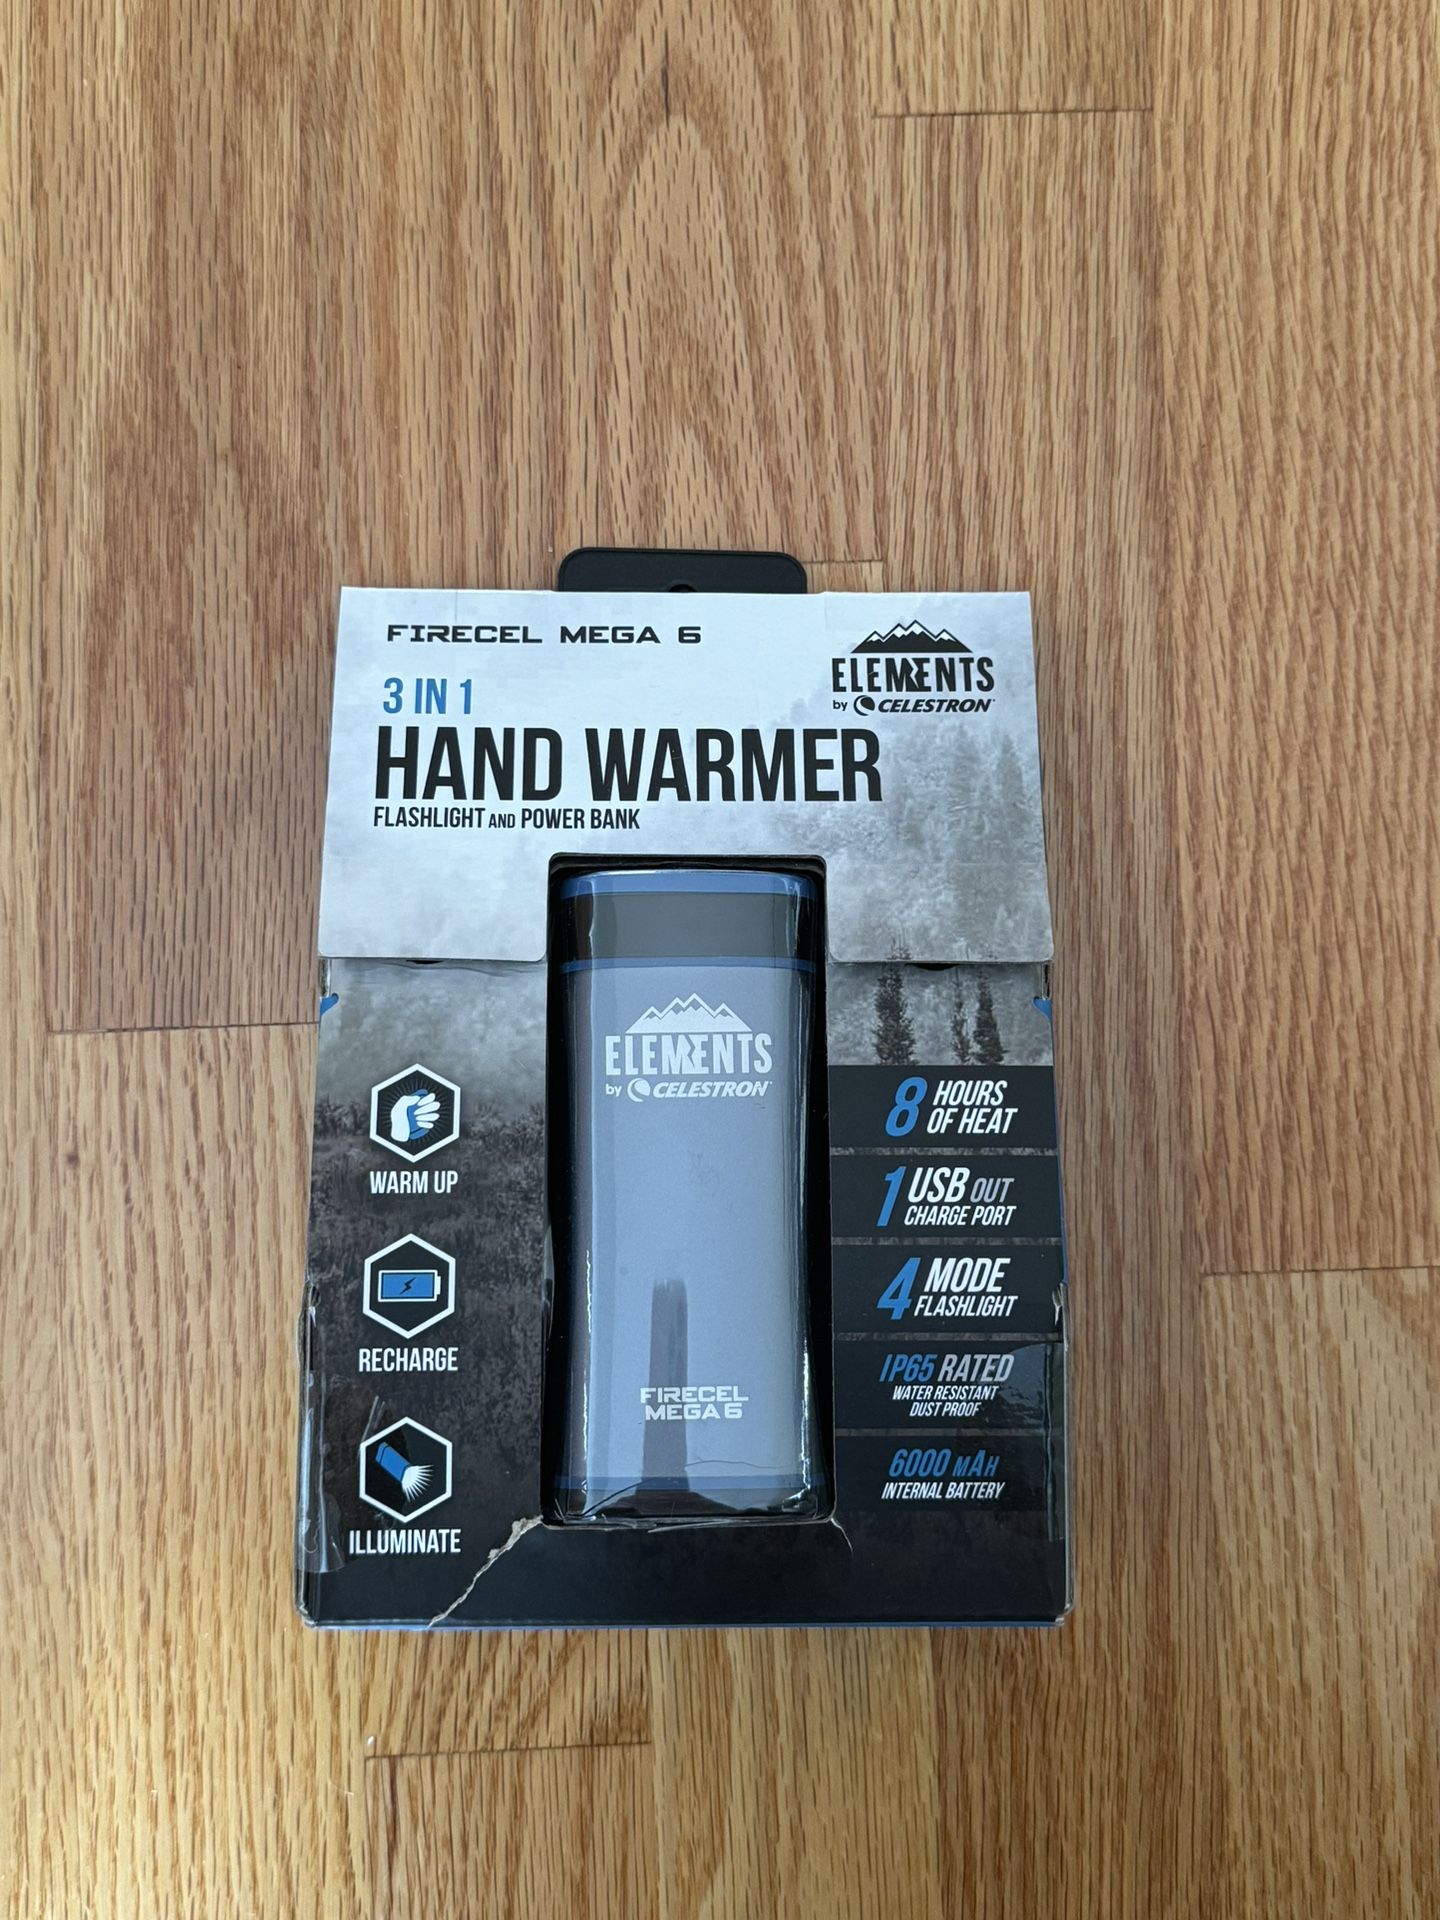 FIRECEL MEGA 6
ELEMENTS
by CELESTRON
3 IN 1
HAND WARMER
FLASHLIGHT AND POWER BANK
ELEMENTS
by CELESTRON
FIRECEL
MEGA 6
WARM UP
RECHARGE
ILLUMINATE
8 HOURS
OF HEAT
1 USB OUT
CHARGE PORT
4 MODE
FLASHLIGHT
IP65 RATED
WATER RESISTANT
DUST PROOF
6000 mAh
INTERNAL BATTERY